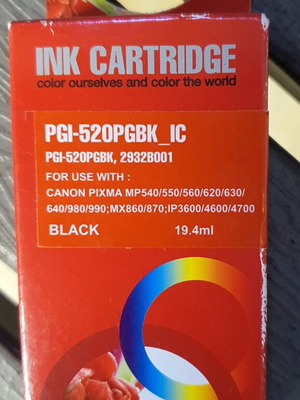 INK CARTRIDGE
color ourselves and color the world
PGI-520PGBK_IC
PGI-520PGBK, 2932B001
FOR USE WITH :
CANON PIXMA MP540/550/560/620/630/
640/980/990;MX860/870;IP3600/4600/4700
BLACK 19.4ml